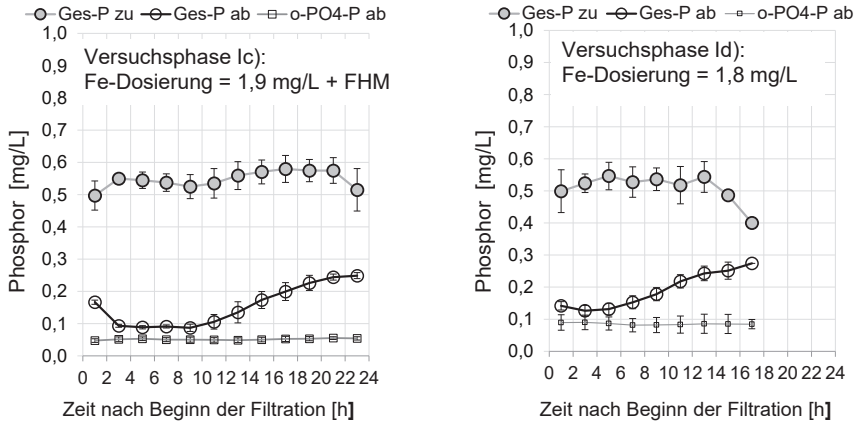 Ges-P zu Ges-P ab o-PO4-P ab
Versuchsphase Ic):
Fe-Dosierung = 1,9 mg/L + FHM
Phosphor [mg/L]
1,0
0,9
0,8
0,7
0,6
0,5
0,4
0,3
0,2
0,1
0,0
0 2 4 6 8 10 12 14 16 18 20 22 24
Zeit nach Beginn der Filtration [h]
Ges-P zu Ges-P ab o-PO4-P ab
Versuchsphase Id):
Fe-Dosierung = 1,8 mg/L
Phosphor [mg/L]
1,0
0,9
0,8
0,7
0,6
0,5
0,4
0,3
0,2
0,1
0,0
0 2 4 6 8 10 12 14 16 18 20 22 24
Zeit nach Beginn der Filtration [h]